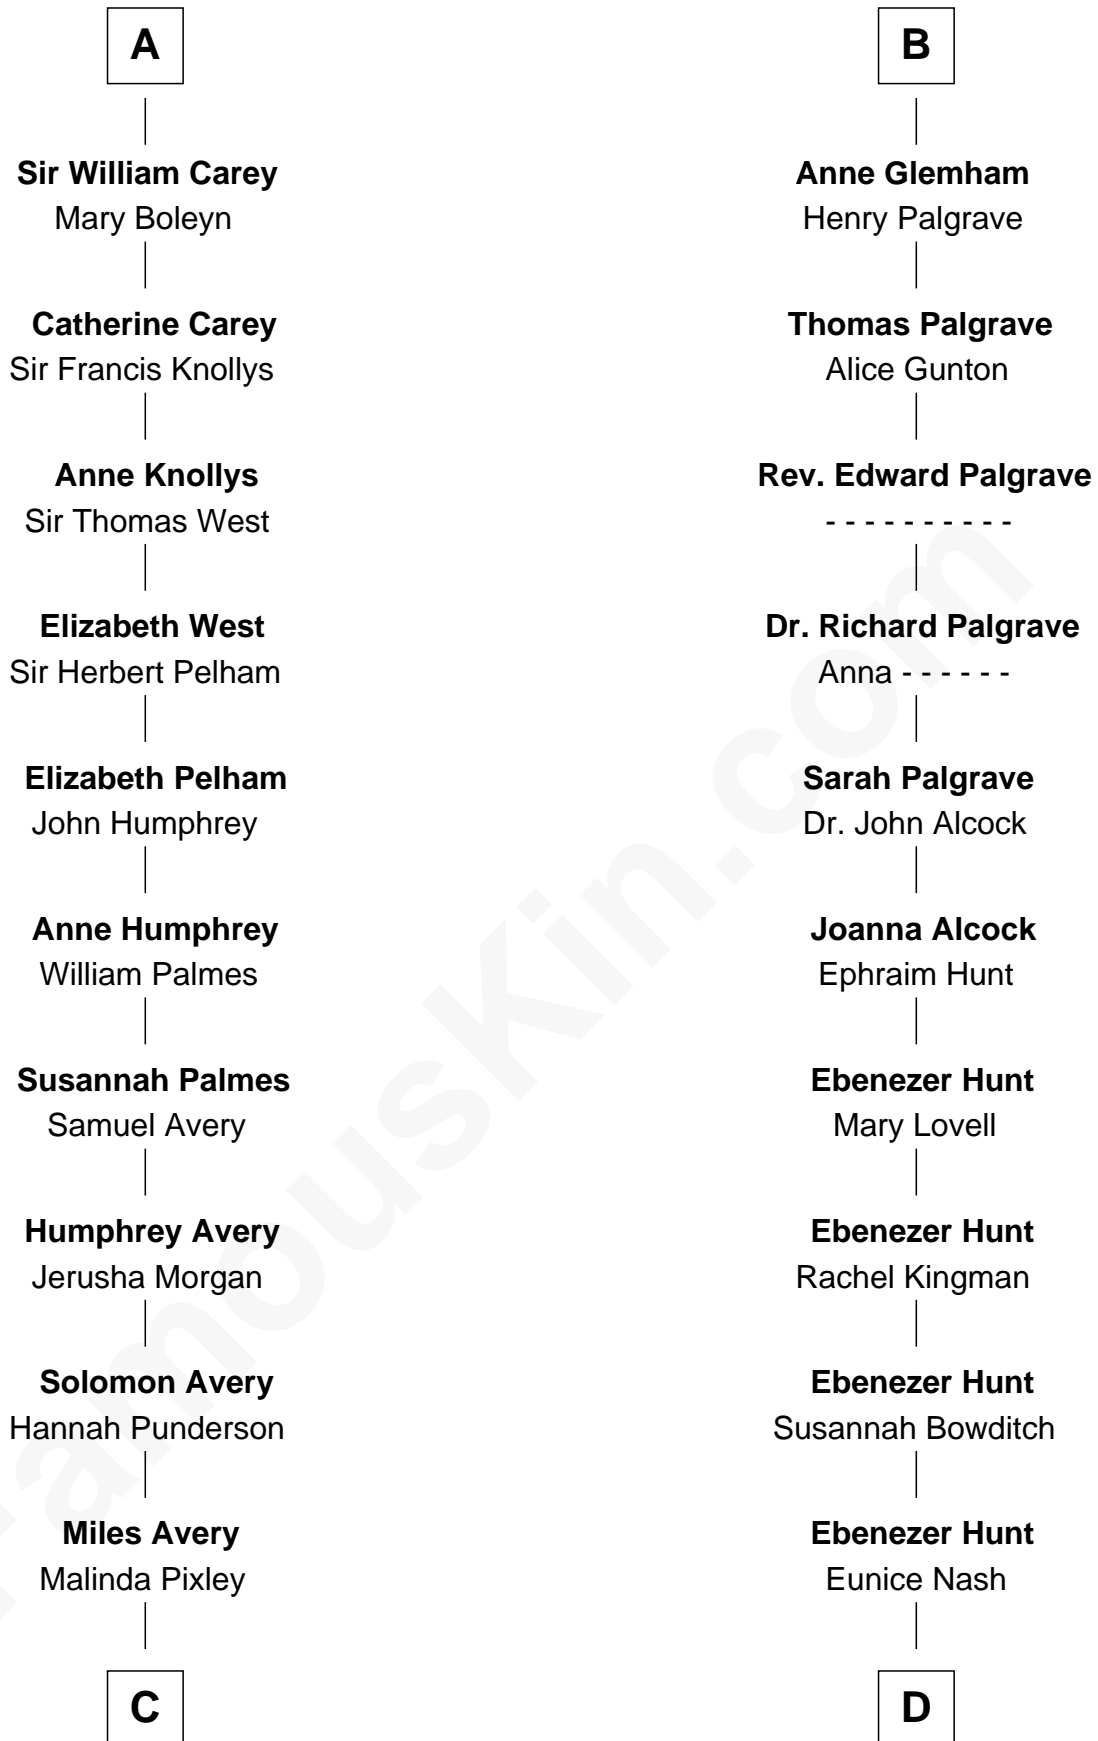 A
Sir William Carey
Mary Boleyn
Catherine Carey
Sir Francis Knollys
Anne Knollys
Sir Thomas West
Elizabeth West
Sir Herbert Pelham
Elizabeth Pelham
John Humphrey
Anne Humphrey
William Palmes
Susannah Palmes
Samuel Avery
Humphrey Avery
Jerusha Morgan
Solomon Avery
Hannah Punderson
Miles Avery
Malinda Pixley
C
B
Anne Glemham
Henry Palgrave
Thomas Palgrave
Alice Gunton
Rev. Edward Palgrave
- - - - - - - - - -
Dr. Richard Palgrave
Anna - - - - - -
Sarah Palgrave
Dr. John Alcock
Joanna Alcock
Ephraim Hunt
Ebenezer Hunt
Mary Lovell
Ebenezer Hunt
Rachel Kingman
Ebenezer Hunt
Susannah Bowditch
Ebenezer Hunt
Eunice Nash
D
FamousKin.com